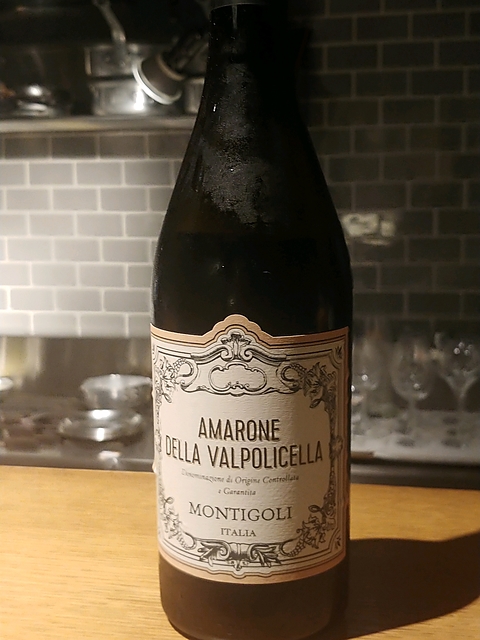 AMARONE
DELLA VALPOLICELLA
Denominazione di Origine Controllata
e Garantita
MONTIGOLI
ITALIA